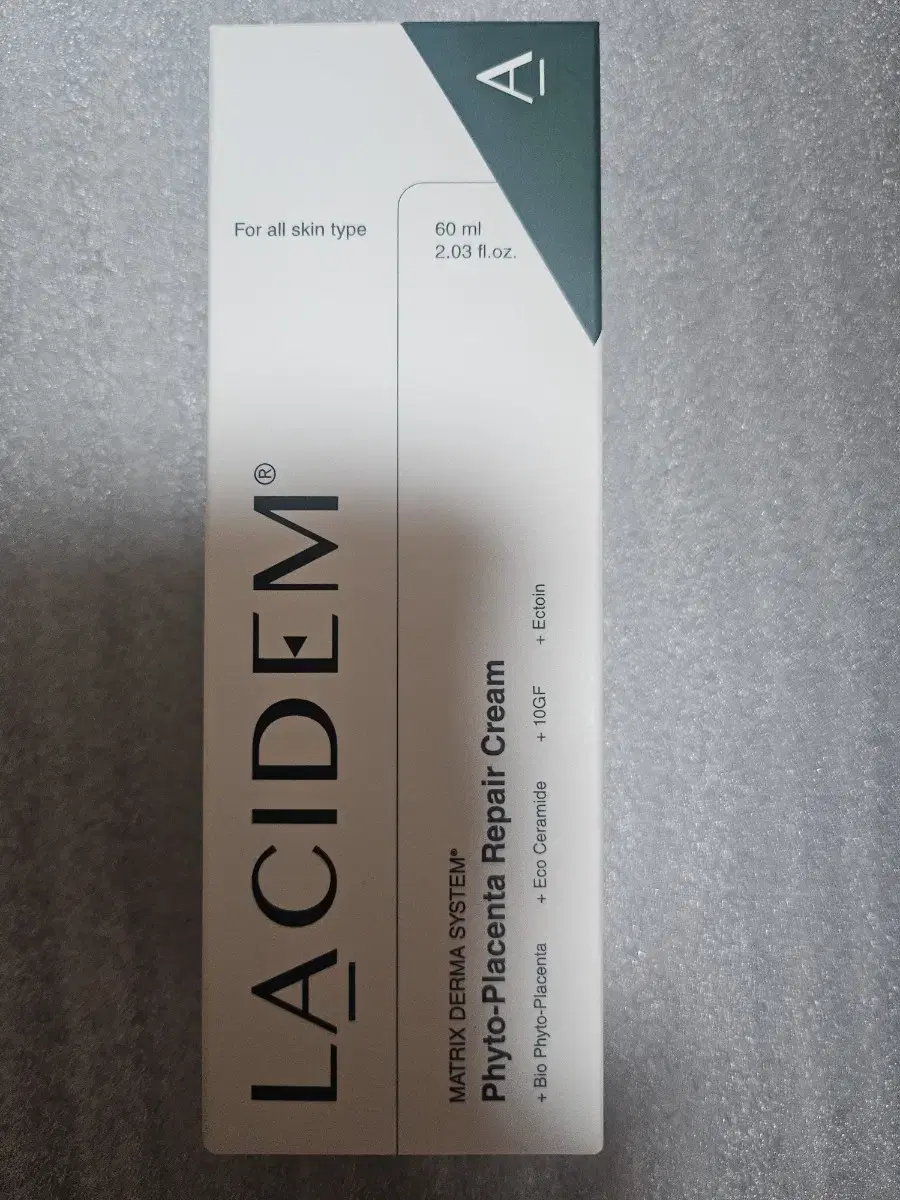 A
For all skin type
60 ml
2.03 fl.oz.
LACIDEM®
MATRIX DERMA SYSTEM®
Phyto-Placenta Repair Cream
+ Bio Phyto-Placenta + Eco Ceramide + 10GF + Ectoin